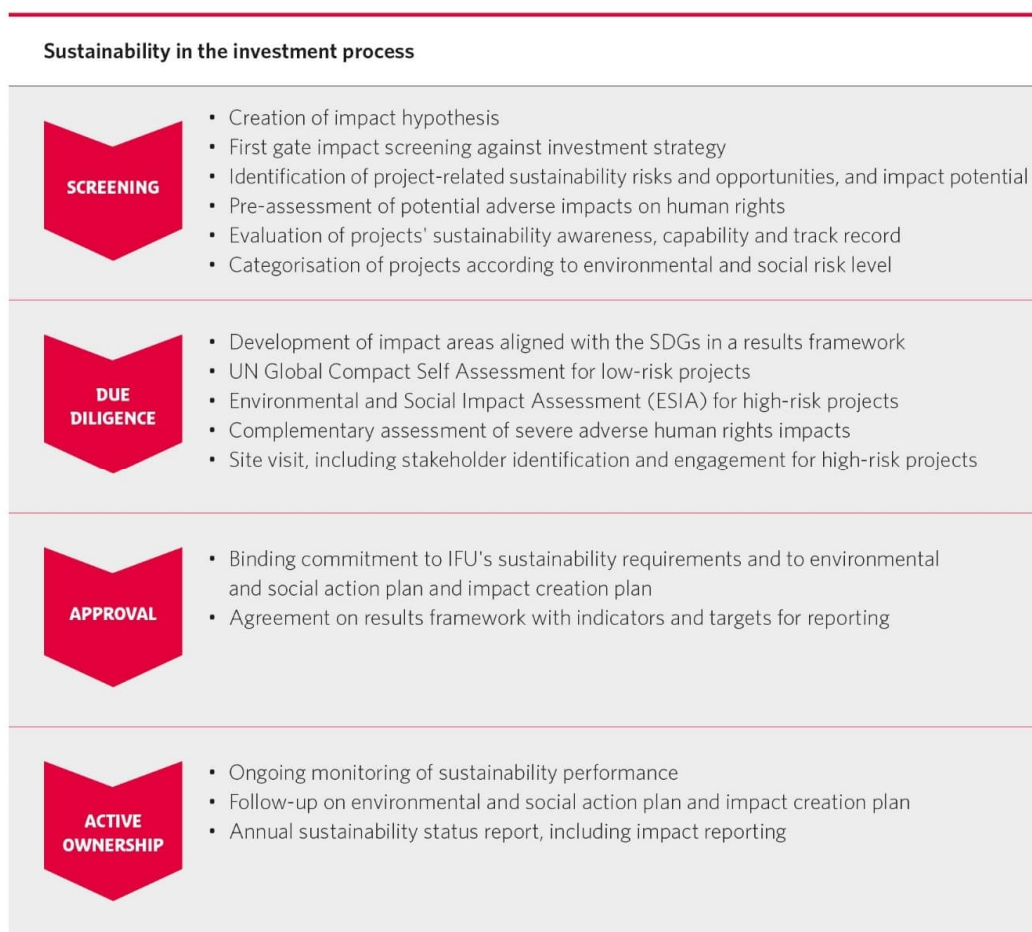 Sustainability in the investment process
SCREENING
• Creation of impact hypothesis
• First gate impact screening against investment strategy
• Identification of project-related sustainability risks and opportunities, and impact potential
• Pre-assessment of potential adverse impacts on human rights
• Evaluation of projects' sustainability awareness, capability and track record
• Categorisation of projects according to environmental and social risk level
DUE
DILIGENCE
• Development of impact areas aligned with the SDGs in a results framework
• UN Global Compact Self Assessment for low-risk projects
• Environmental and Social Impact Assessment (ESIA) for high-risk projects
• Complementary assessment of severe adverse human rights impacts
• Site visit, including stakeholder identification and engagement for high-risk projects
APPROVAL
• Binding commitment to IFU's sustainability requirements and to environmental
and social action plan and impact creation plan
• Agreement on results framework with indicators and targets for reporting
ACTIVE
OWNERSHIP
• Ongoing monitoring of sustainability performance
• Follow-up on environmental and social action plan and impact creation plan
• Annual sustainability status report, including impact reporting